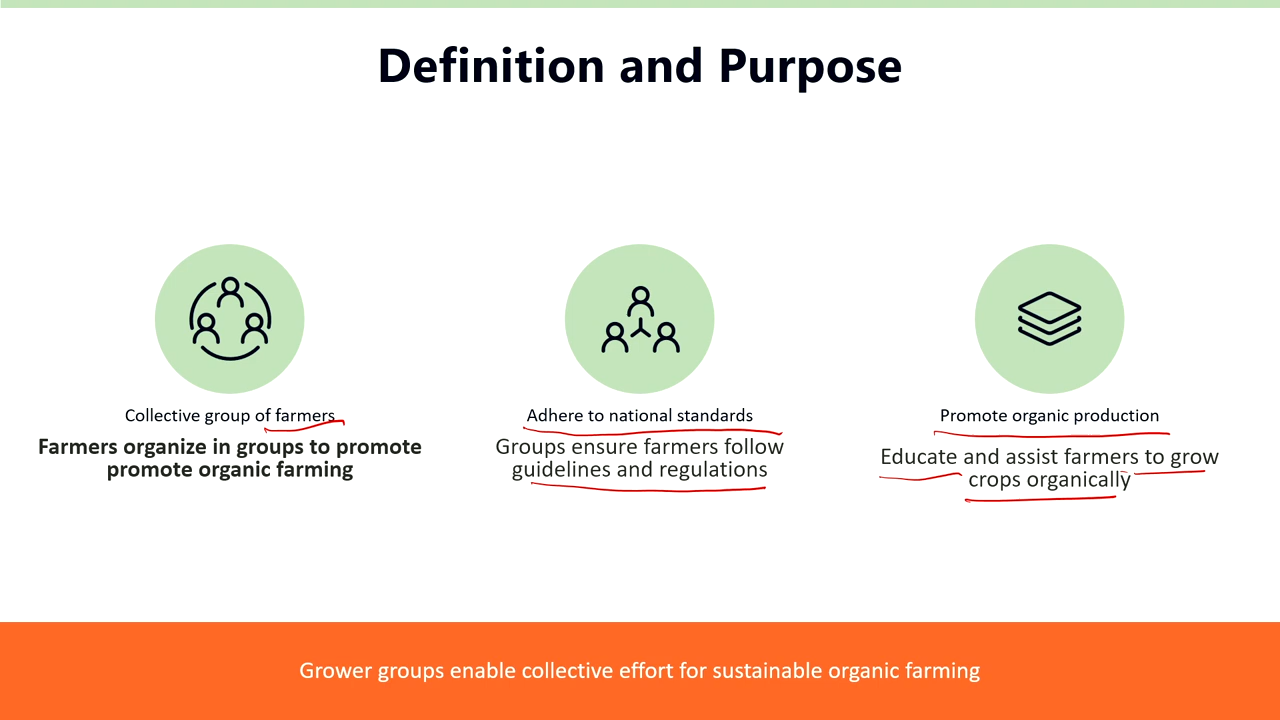 Definition and Purpose
Collective group of farmers
Farmers organize in groups to promote
promote organic farming
Adhere to national standards
Groups ensure farmers follow
guidelines and regulations
Promote organic production
Educate and assist farmers to grow
crops organically
Grower groups enable collective effort for sustainable organic farming